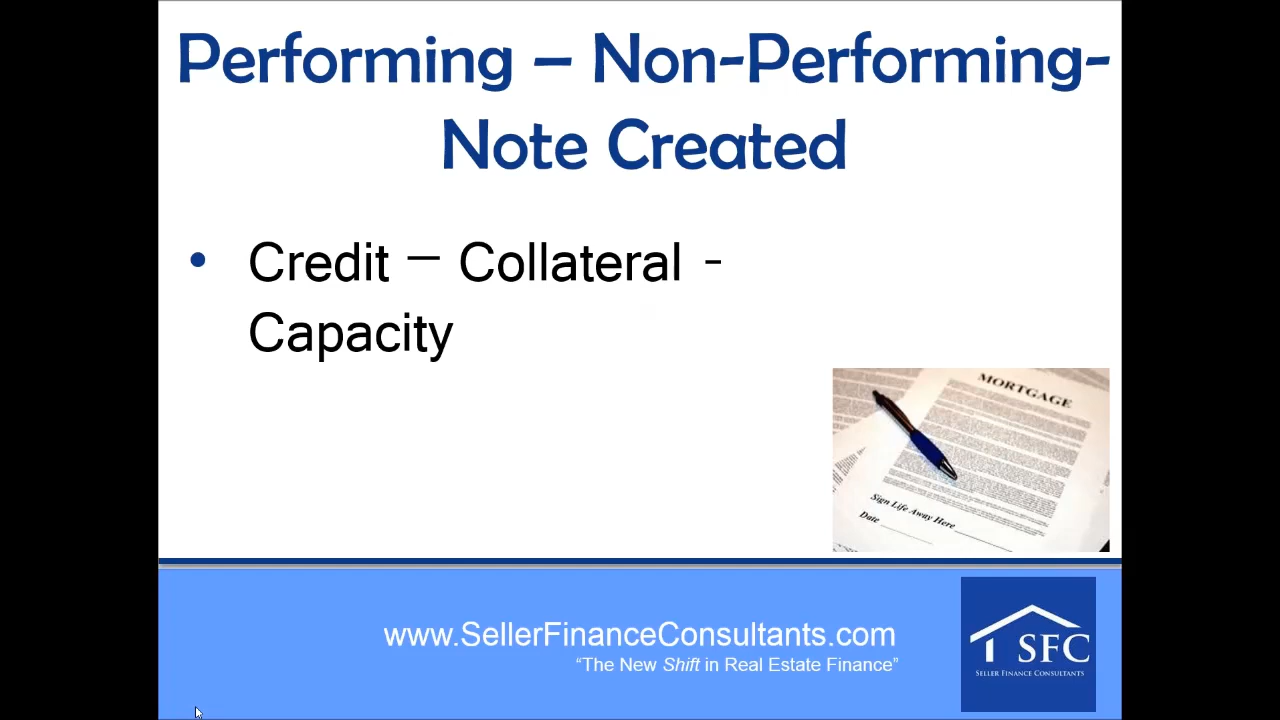 Performing – Non-Performing-
Note Created
• Credit – Collateral -
Capacity
MORTGAGE
Sign Life Away Here
Date
www.SellerFinanceConsultants.com
“The New Shift in Real Estate Finance”
SFC
SELLER FINANCE CONSULTANTS